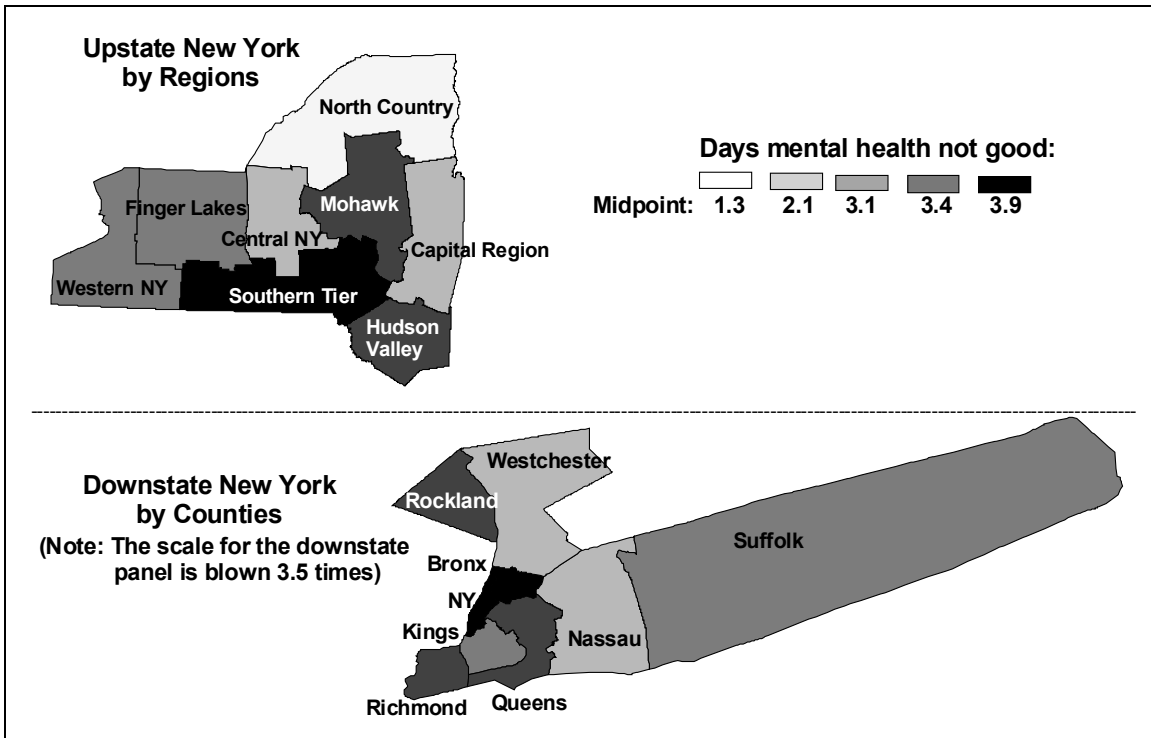 Upstate New York
by Regions
North Country
Days mental health not good:
Midpoint: 1.3 2.1 3.1 3.4 3.9
Finger Lakes
Mohawk
Central NY
Capital Region
Western NY
Southern Tier
Hudson
Valley
Downstate New York
by Counties
(Note: The scale for the downstate
panel is blown 3.5 times)
Westchester
Rockland
Suffolk
Bronx
NY
Kings
Nassau
Richmond
Queens